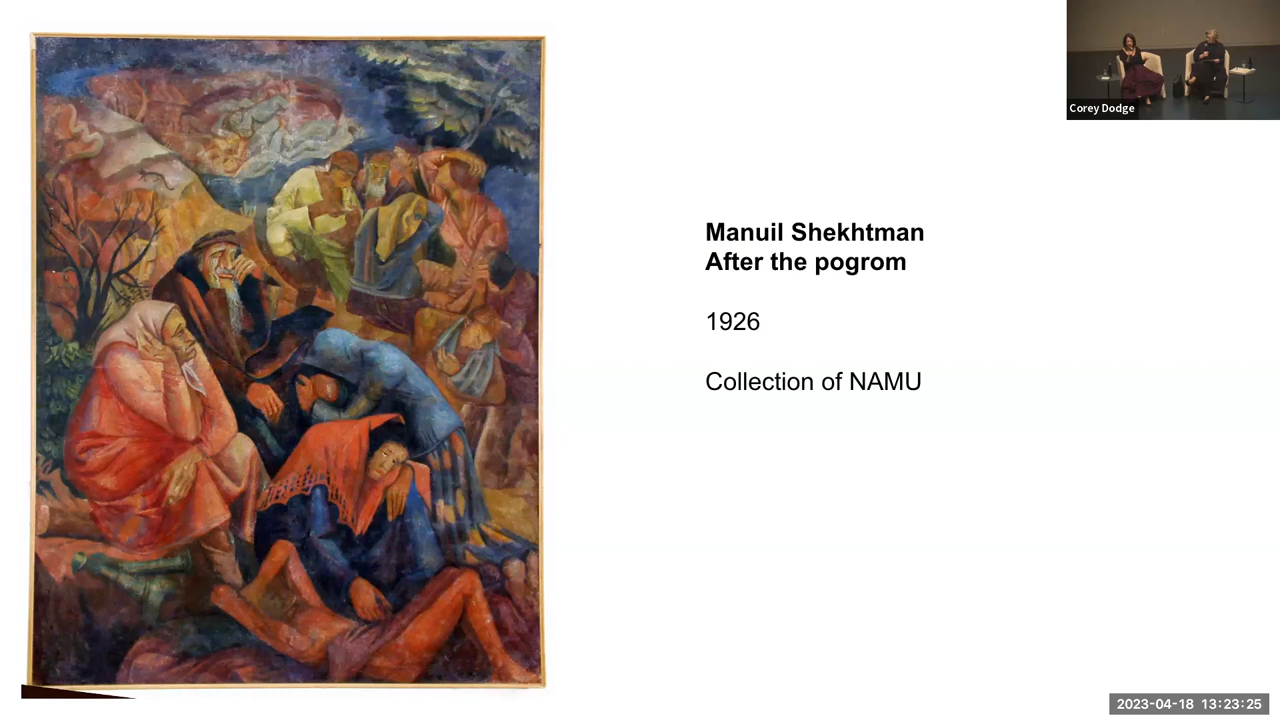 Corey Dodge
Manuil Shekhtman
After the pogrom
1926
Collection of NAMU
2023-04-18 13:23:25